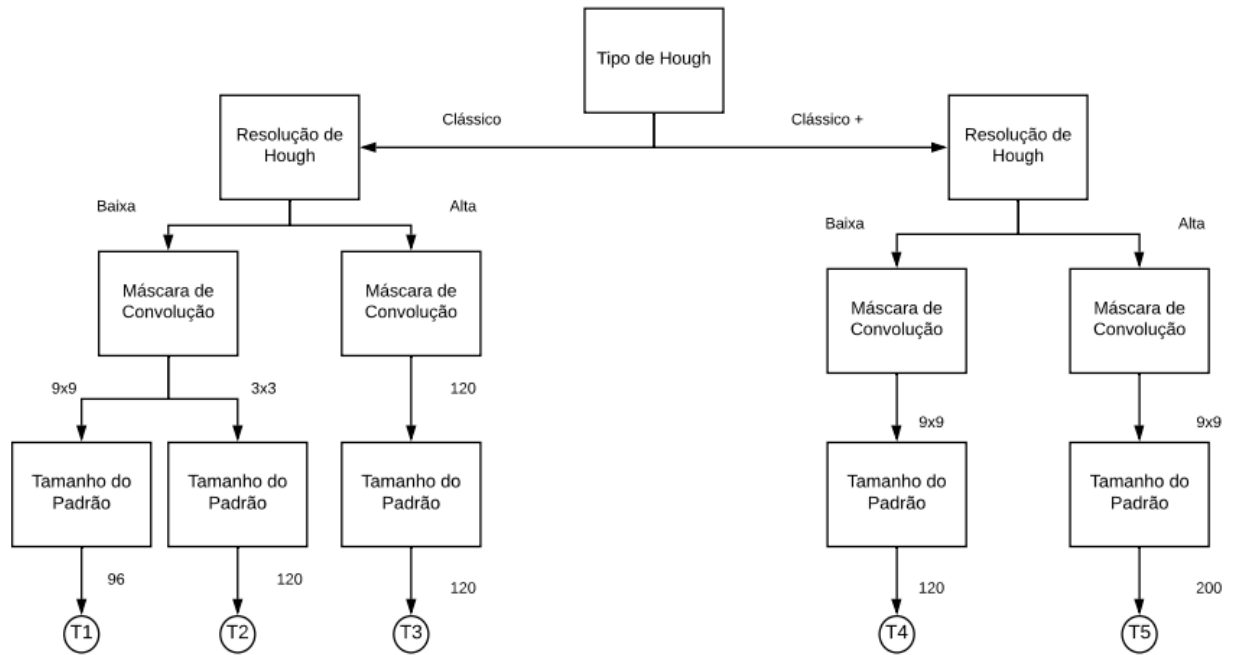 Tipo de Hough
Clássico
Clássico +
Resolução de
Hough
Resolução de
Hough
Baixa
Alta
Baixa
Alta
Máscara de
Convolução
Máscara de
Convolução
Máscara de
Convolução
Máscara de
Convolução
9x9
3x3
120
9x9
9x9
Tamanho do
Padrão
Tamanho do
Padrão
Tamanho do
Padrão
Tamanho do
Padrão
Tamanho do
Padrão
96
120
120
120
200
T1
T2
T3
T4
T5